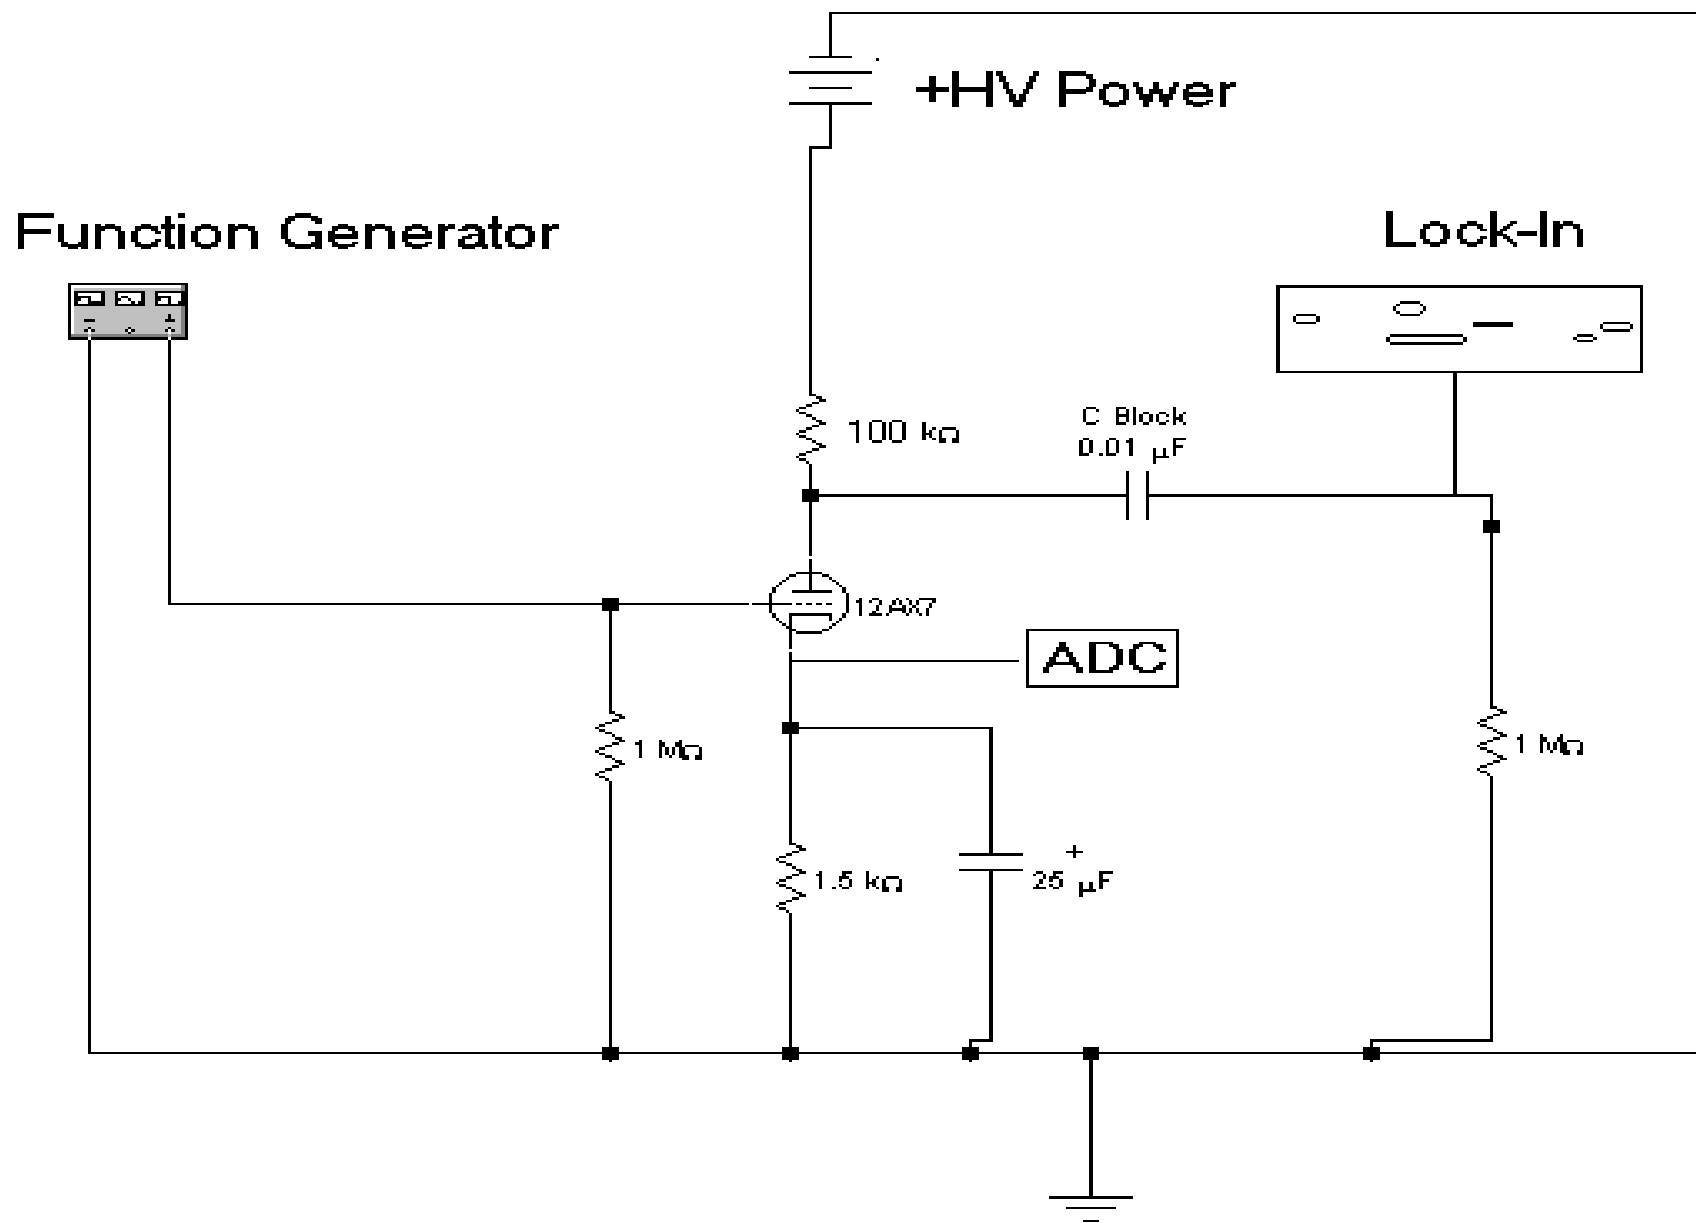 +HV Power
Function Generator
Lock-In
- +
100 kΩ
C Block
0.01 µF
12AX7
ADC
1 MΩ
1 MΩ
1.5 kΩ
+
25 µF